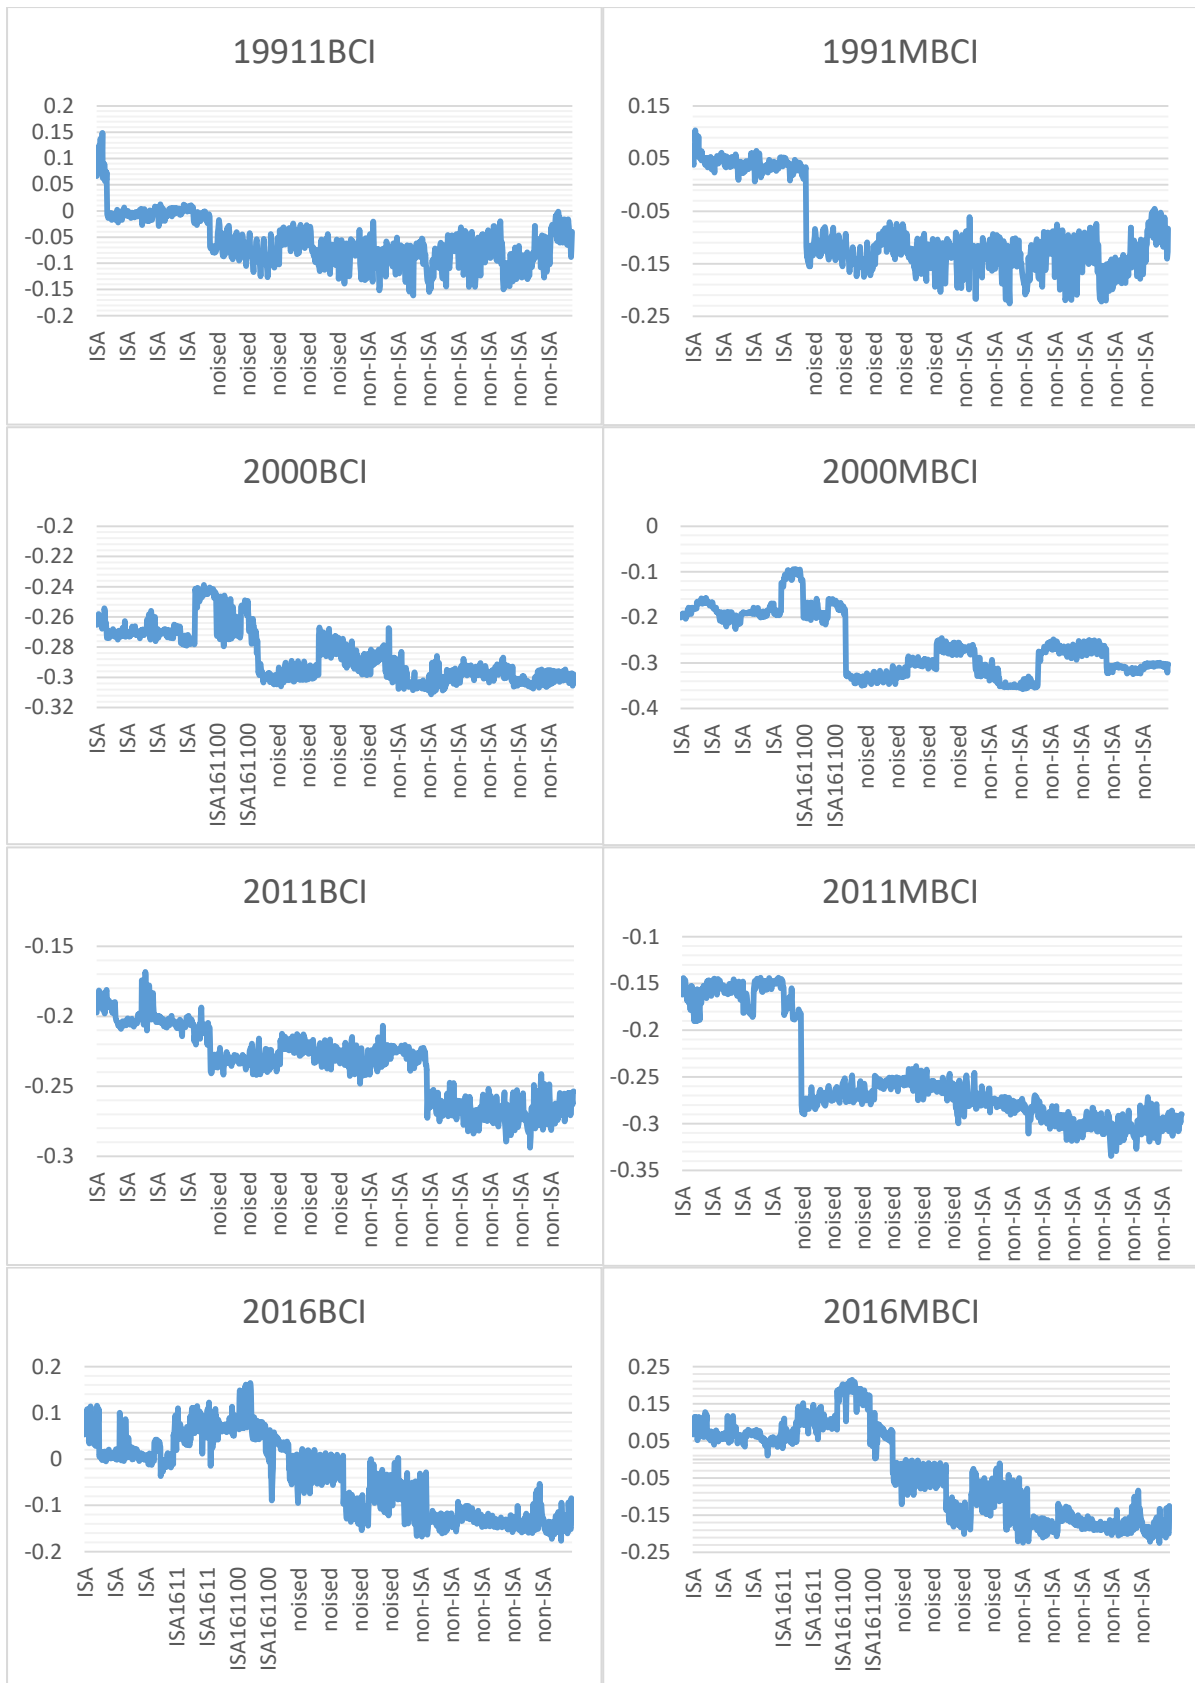 19911BCI
0.2
0.15
0.1
0.05
0
-0.05
-0.1
-0.15
-0.2
ISA
ISA
ISA
ISA
noised
noised
noised
noised
noised
non-ISA
non-ISA
non-ISA
non-ISA
non-ISA
non-ISA
non-ISA
1991MBCI
0.15
0.05
-0.05
-0.15
-0.25
ISA
ISA
ISA
ISA
noised
noised
noised
noised
noised
non-ISA
non-ISA
non-ISA
non-ISA
non-ISA
non-ISA
non-ISA
2000BCI
-0.2
-0.22
-0.24
-0.26
-0.28
-0.3
-0.32
ISA
ISA
ISA
ISA
ISA161100
ISA161100
noised
noised
noised
noised
non-ISA
non-ISA
non-ISA
non-ISA
non-ISA
non-ISA
2000MBCI
0
-0.1
-0.2
-0.3
-0.4
ISA
ISA
ISA
ISA
ISA161100
ISA161100
noised
noised
noised
noised
non-ISA
non-ISA
non-ISA
non-ISA
non-ISA
non-ISA
2011BCI
-0.15
-0.2
-0.25
-0.3
ISA
ISA
ISA
ISA
noised
noised
noised
noised
noised
non-ISA
non-ISA
non-ISA
non-ISA
non-ISA
non-ISA
non-ISA
2011MBCI
-0.1
-0.15
-0.2
-0.25
-0.3
-0.35
ISA
ISA
ISA
ISA
noised
noised
noised
noised
noised
noised
non-ISA
non-ISA
non-ISA
non-ISA
non-ISA
non-ISA
non-ISA
2016BCI
0.2
0.1
0
-0.1
-0.2
ISA
ISA
ISA
ISA1611
ISA1611
ISA161100
ISA161100
noised
noised
noised
noised
non-ISA
non-ISA
non-ISA
non-ISA
non-ISA
2016MBCI
0.25
0.15
0.05
-0.05
-0.15
-0.25
ISA
ISA
ISA
ISA1611
ISA1611
ISA161100
ISA161100
noised
noised
noised
noised
non-ISA
non-ISA
non-ISA
non-ISA
non-ISA